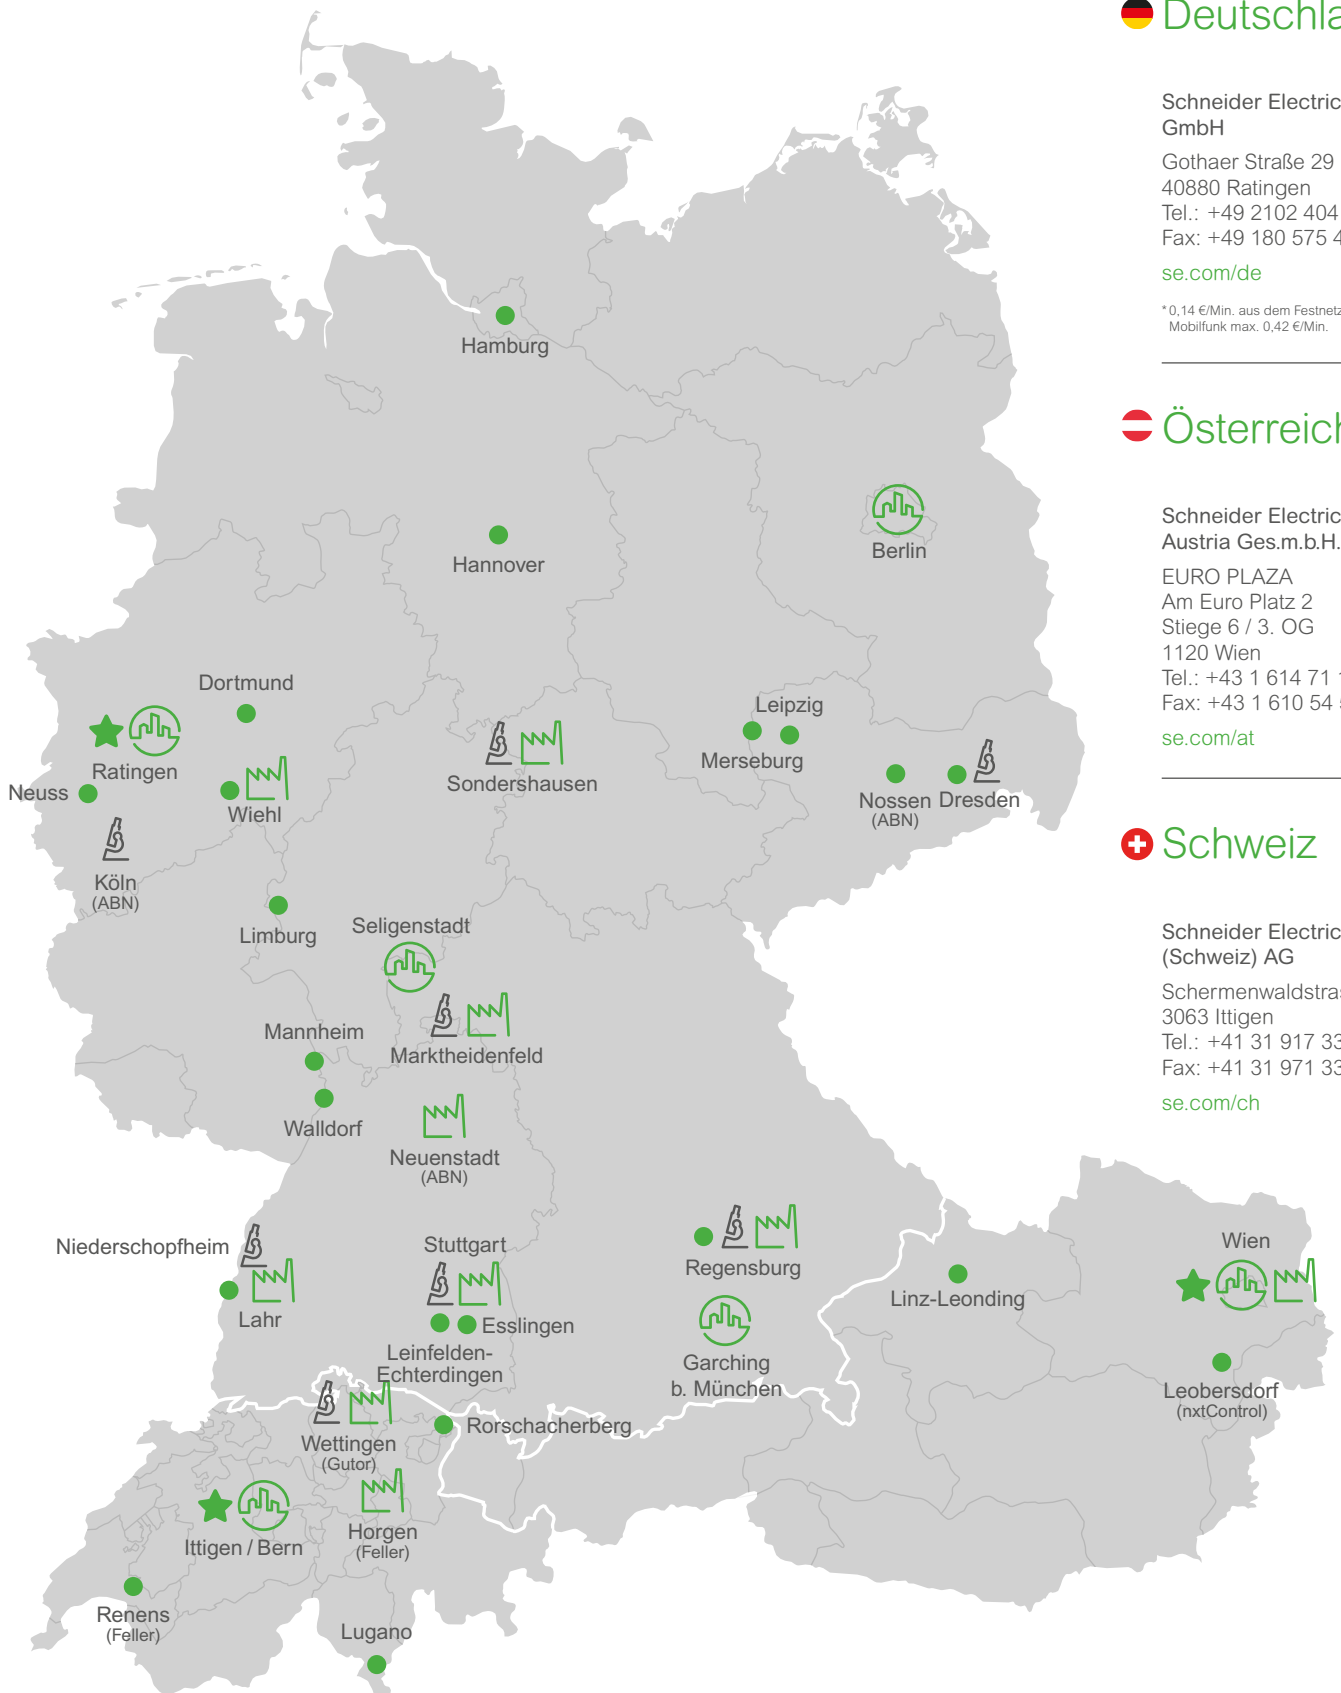 Hamburg
Hannover
Berlin
Dortmund
Ratingen
Neuss
Wiehl
Köln
(ABN)
Sondershausen
Leipzig
Merseburg
Nossen
(ABN)
Dresden
Limburg
Seligenstadt
Marktheidenfeld
Mannheim
Walldorf
Neuenstadt
(ABN)
Niederschopfheim
Lahr
Stuttgart
Esslingen
Leinfelden-
Echterdingen
Regensburg
Garching
b. München
Linz-Leonding
Wien
Leobersdorf
(nxtControl)
Wettingen
(Gutor)
Rorschacherberg
Horgen
(Feller)
Ittigen / Bern
Renens
(Feller)
Lugano
Schneider Electric
GmbH
Gothaer Straße 29
40880 Ratingen
Tel.: +49 2102 404
Fax: +49 180 575 4
se.com/de
* 0,14 €/Min. aus dem Festnetz
Mobilfunk max. 0,42 €/Min.
Österreich
Schneider Electric
Austria Ges.m.b.H.
EURO PLAZA
Am Euro Platz 2
Stiege 6 / 3. OG
1120 Wien
Tel.: +43 1 614 71
Fax: +43 1 610 54
se.com/at
Schweiz
Schneider Electric
(Schweiz) AG
3063 Ittigen
Tel.: +41 31 917 33
Fax: +41 31 971 33
se.com/ch